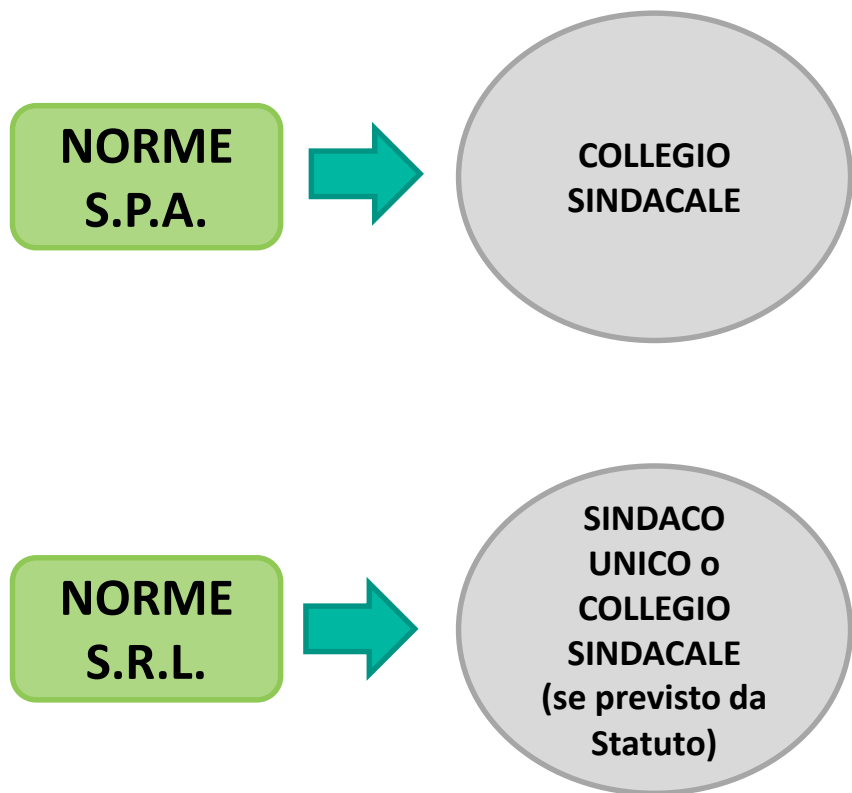 NORME
S.P.A.
COLLEGIO
SINDACALE
NORME
S.R.L.
SINDACO
UNICO o
COLLEGIO
SINDACALE
(se previsto da
Statuto)